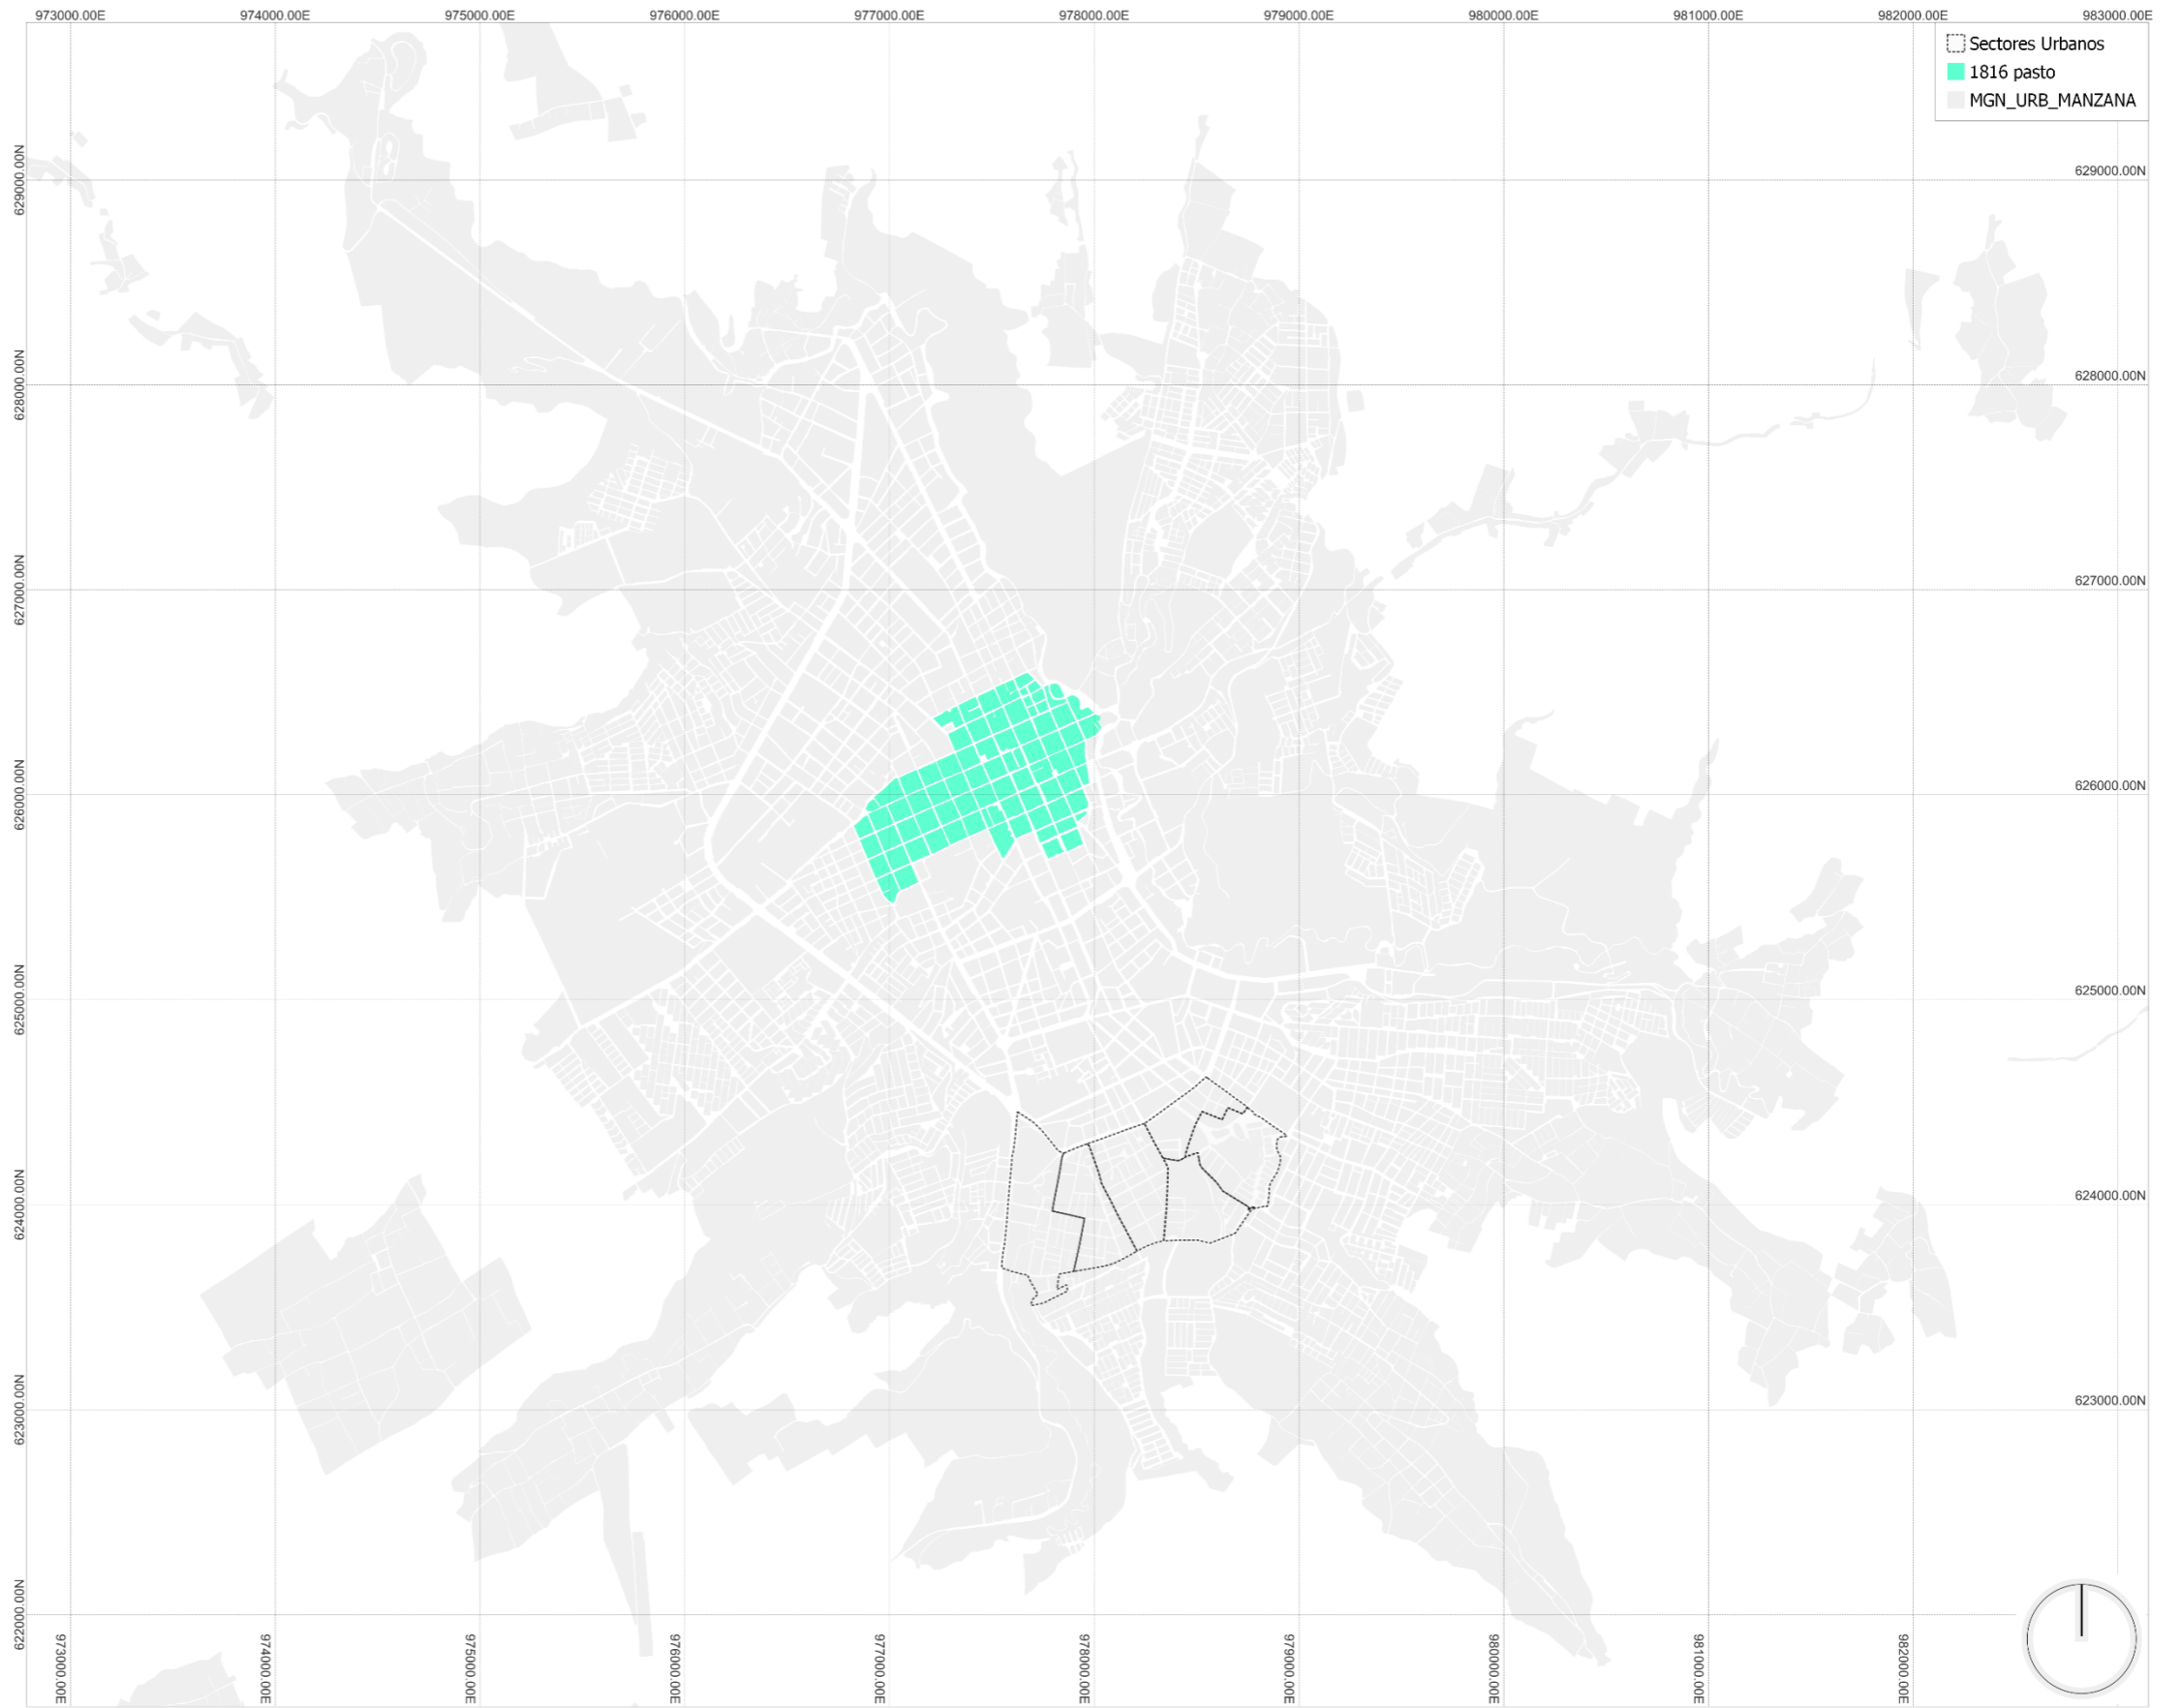 973000.00E
974000.00E
975000.00E
976000.00E
977000.00E
978000.00E
979000.00E
980000.00E
981000.00E
982000.00E
983000.00E
Sectores Urbanos
1816 pasto
MGN_URB_MANZANA
629000.00N
629000.00N
628000.00N
628000.00N
627000.00N
627000.00N
626000.00N
626000.00N
625000.00N
625000.00N
624000.00N
624000.00N
623000.00N
623000.00N
622000.00N
973000.00E
974000.00E
975000.00E
976000.00E
977000.00E
978000.00E
979000.00E
980000.00E
981000.00E
982000.00E